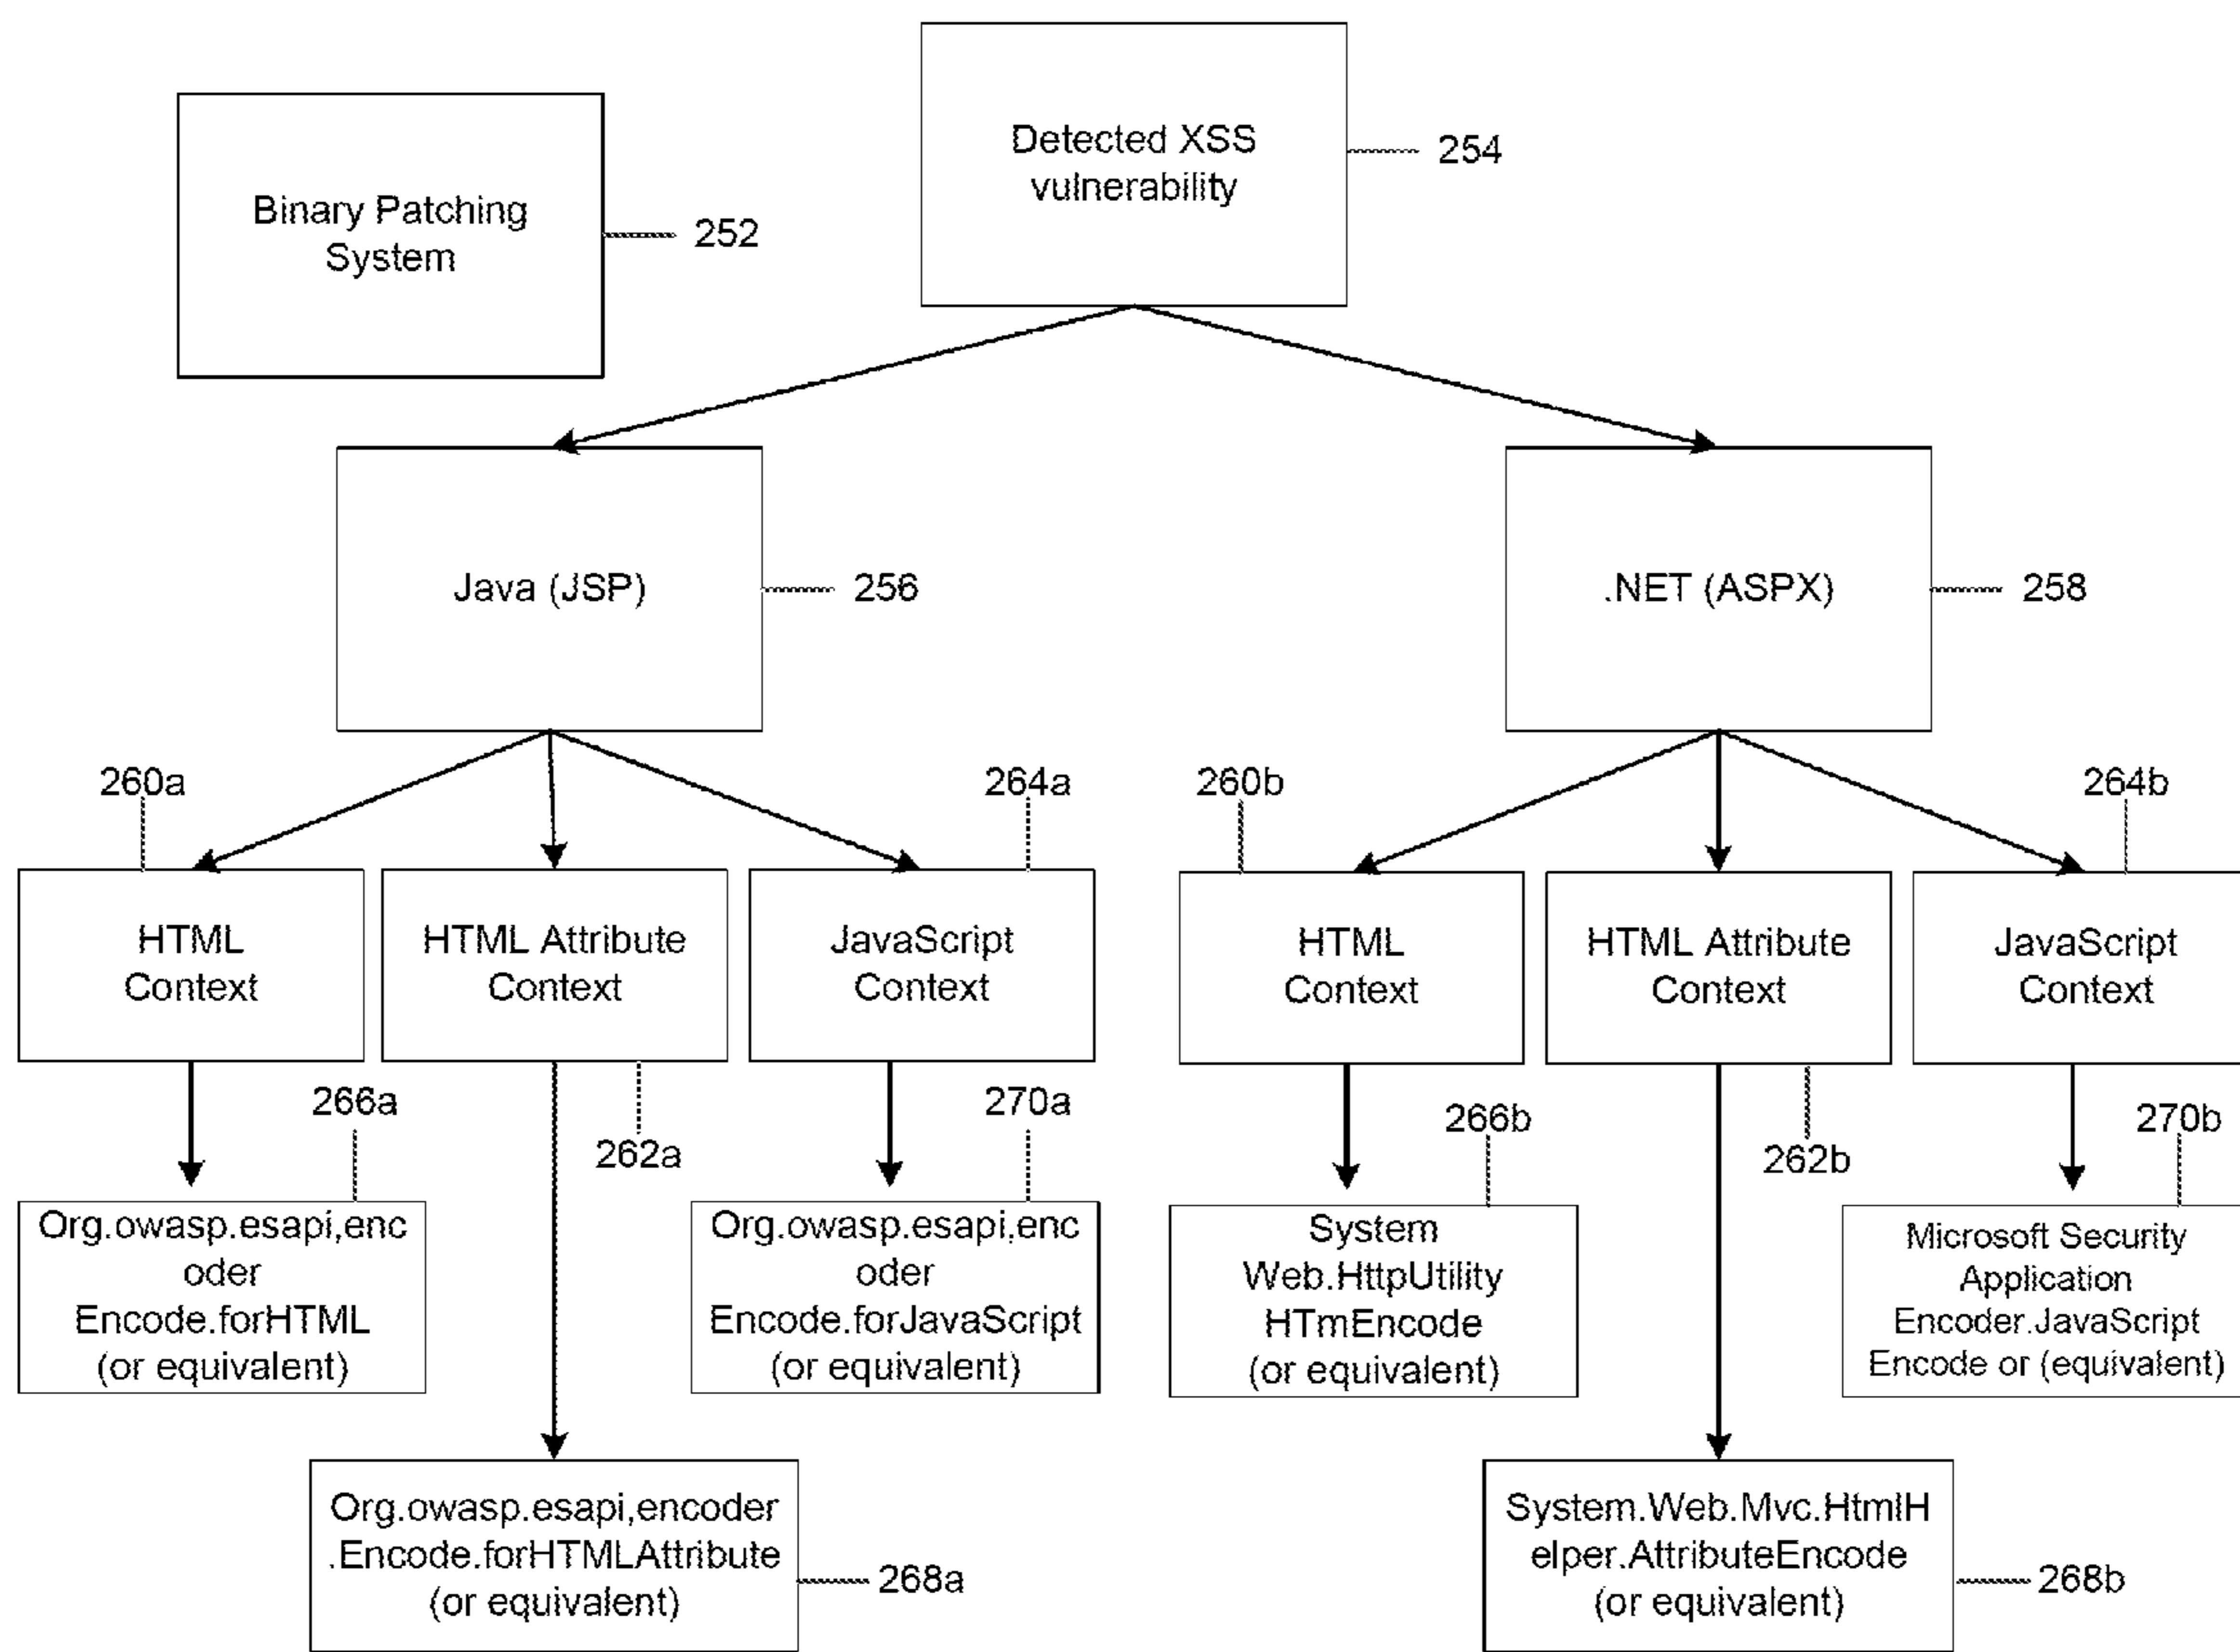 Detected XSS
vulnerability
254
Binary Patching
System
252
Java (JSP)
256
.NET (ASPX)
258
260a
264a
260b
264b
HTML
Context
HTML Attribute
Context
JavaScript
Context
HTML
Context
HTML Attribute
Context
JavaScript
Context
266a
262a
270a
266b
262b
270b
Org.owasp.esapi,enc
oder
Encode.forHTML
(or equivalent)
Org.owasp.esapi,enc
oder
Encode.forJavaScript
(or equivalent)
System
Web.HttpUtility
HTmEncode
(or equivalent)
Microsoft Security
Application
Encoder.JavaScript
Encode or (equivalent)
Org.owasp.esapi,encoder
.Encode.forHTMLAttribute
(or equivalent)
268a
System.Web.Mvc.HtmlH
elper.AttributeEncode
(or equivalent)
268b